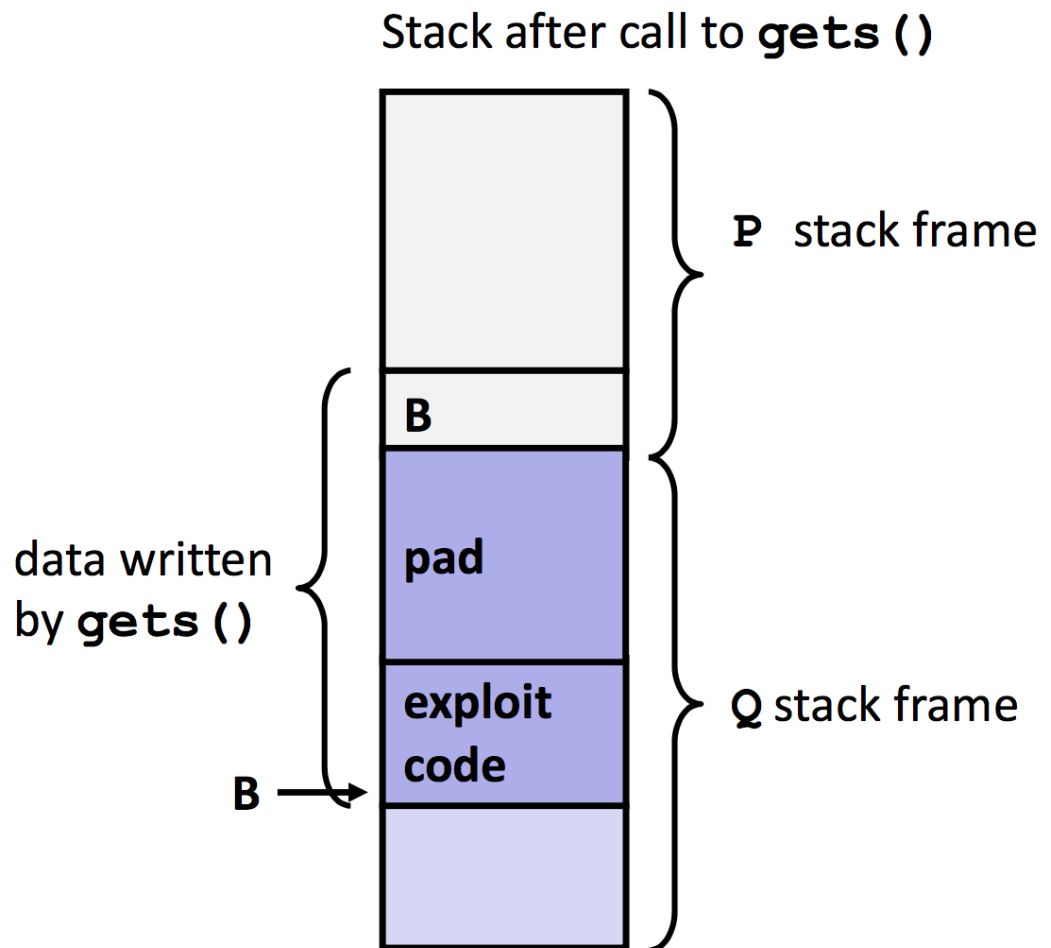 Stack after call to gets()
P stack frame
B
pad
data written
by gets()
exploit
code
Q stack frame
B